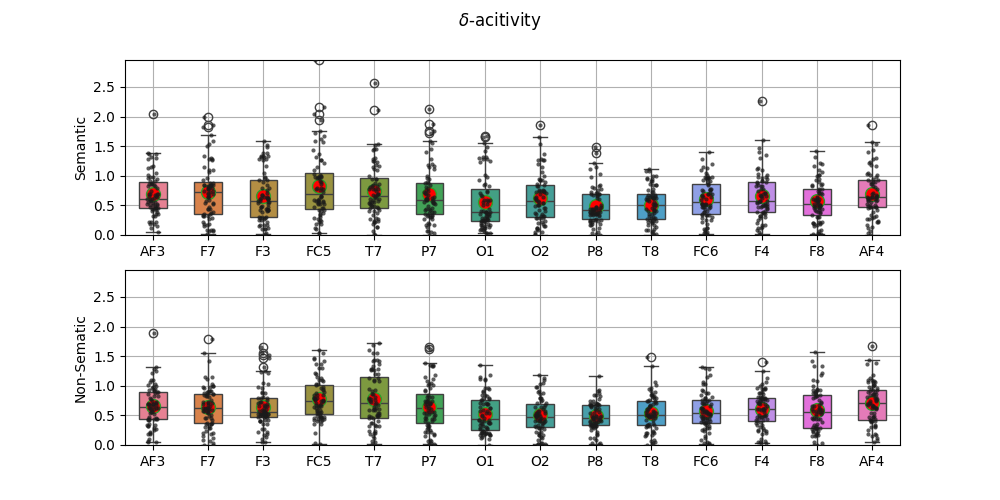 δ-acitivity
Semantic
2.5
2.0
1.5
1.0
0.5
0.0
AF3 F7 F3 FC5 T7 P7 O1 O2 P8 T8 FC6 F4 F8 AF4
Non-Sematic
2.5
2.0
1.5
1.0
0.5
0.0
AF3 F7 F3 FC5 T7 P7 O1 O2 P8 T8 FC6 F4 F8 AF4